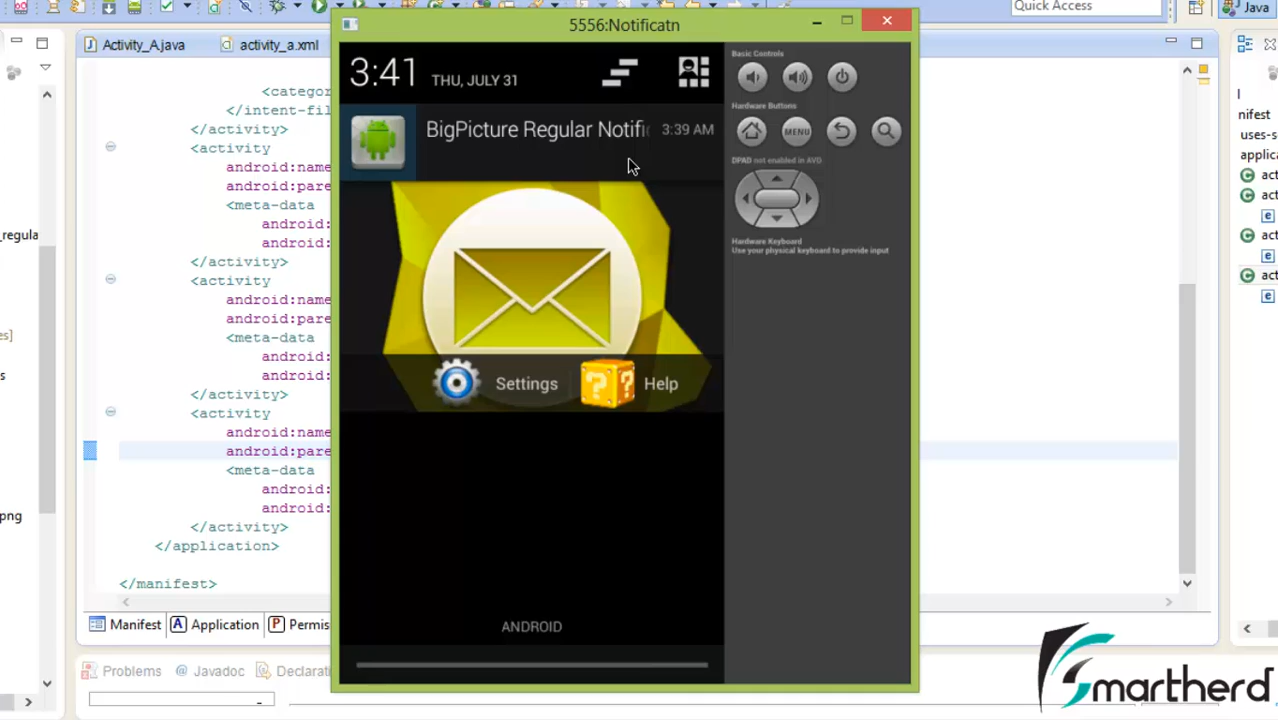 Quick Access
Java
5556:Notificatn
Activity_A.java
activity_a.xml
3:41
THU, JULY 31
BigPicture Regular Notifi
3:39 AM
Basic Controls
Hardware Buttons
MENU
DPAD not enabled in AVD
Hardware Keyboard
Use your physical keyboard to provide input
<categor
</intent-fil
</activity>
<activity
android:name
android:pare
<meta-data
android:
android:
</activity>
<activity
android:name
android:pare
<meta-data
android:
android:
</activity>
<activity
android:name
android:pare
<meta-data
android:
android:
</activity>
</application>
</manifest>
_regula
es]
s
png
Settings
Help
ANDROID
l
nifest
uses-s
applica
act
act
e
act
e
act
e
Manifest
A Application
P Permis
Problems
@ Javadoc
Declarati
Smartherd